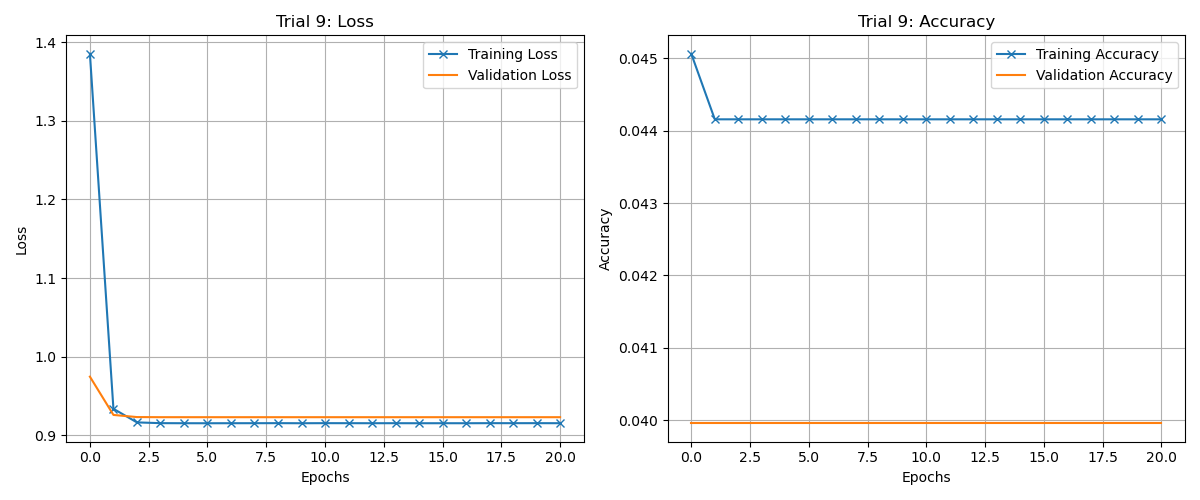 Trial 9: Loss
Trial 9: Accuracy
1.4
1.3
1.2
1.1
1.0
0.9
Loss
Training Loss
Validation Loss
0.0 2.5 5.0 7.5 10.0 12.5 15.0 17.5 20.0
Epochs
0.045
0.044
0.043
0.042
0.041
0.040
Accuracy
Training Accuracy
Validation Accuracy
0.0 2.5 5.0 7.5 10.0 12.5 15.0 17.5 20.0
Epochs